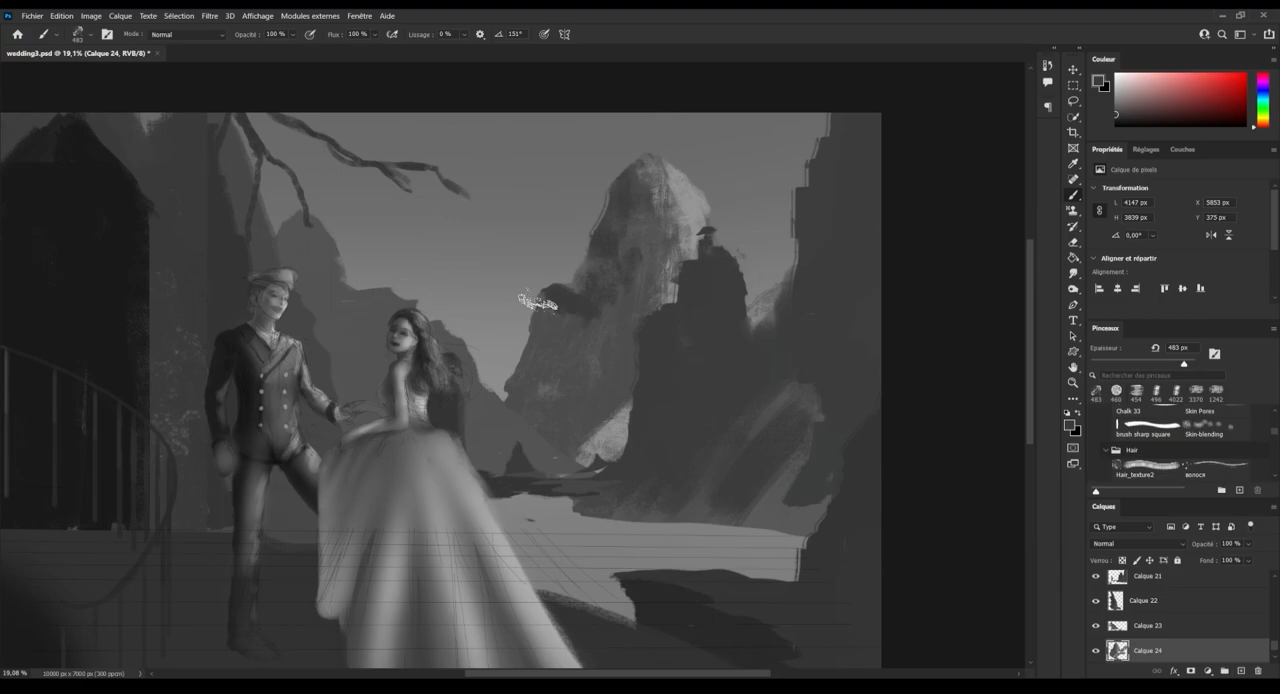 Fichier Edition Image Calque Texte Sélection Filtre 3D Affichage Modules externes Fenêtre Aide
483 Mode : Normal Opacité : 100 % Flux : 100 % Lissage : 0 % 151°
wedding3.psd @ 19,1% (Calque 24, RVB/8) *
Couleur
Propriétés Réglages Couches
Calque de pixels
Transformation
L 4147 px X 5853 px
H 3839 px Y 375 px
0,00°
Aligner et répartir
Alignement :
Pinceaux
Epaisseur : 483 px
Rechercher des pinceaux
483 460 454 496 4022 3370 1242
Chalk 33 Skin Pores
brush sharp square Skin-blending
Hair
Hair_texture2 волося
Calques
Type
Normal Opacité : 100 %
Verrou : Fond : 100 %
Calque 21
Calque 22
Calque 23
Calque 24
19,08 % 10000 px x 7000 px (300 ppcm)